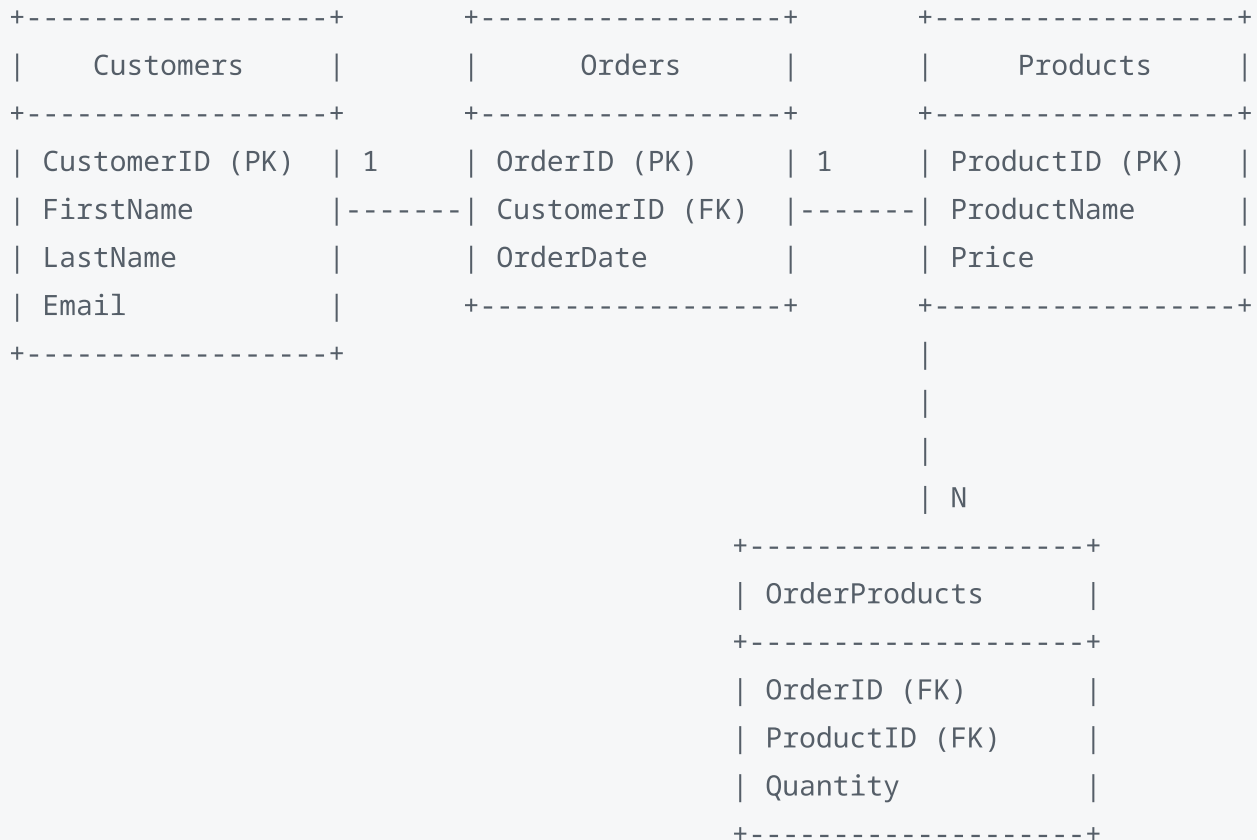 +------------------+       +------------------+       +------------------+
|    Customers     |       |      Orders      |       |     Products     |
+------------------+       +------------------+       +------------------+
| CustomerID (PK)  | 1     | OrderID (PK)     | 1     | ProductID (PK)   |
| FirstName        |-------| CustomerID (FK)  |-------| ProductName      |
| LastName         |       | OrderDate        |       | Price            |
| Email            |       +------------------+       +------------------+
+------------------+                                  |
                                                      |
                                                      |
                                                      | N
                                           +--------------------+
                                           | OrderProducts      |
                                           +--------------------+
                                           | OrderID (FK)       |
                                           | ProductID (FK)     |
                                           | Quantity           |
                                           +--------------------+